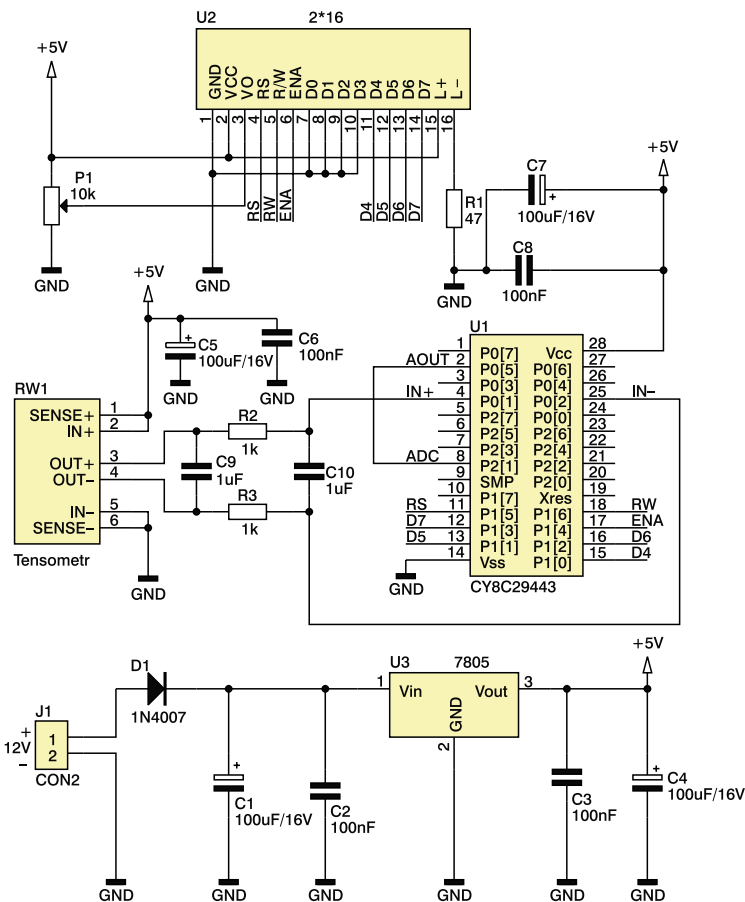 U2 2*16
+5V
GND VCC VO RS R/W ENA D0 D1 D2 D3 D4 D5 D6 D7 L+ L-
1 2 3 4 5 6 7 8 9 10 11 12 13 14 15 16
P1
10k
RS RW ENA
D4 D5 D6 D7
GND
GND
R1
47
GND
+5V
C7
+
100uF/16V
C8
100nF
+5V
+
C5
100uF/16V
GND
C6
100nF
GND
RW1
SENSE+ 1
IN+ 2
OUT+ 3
OUT- 4
IN- 5
SENSE- 6
Tensometr
GND
R2
1k
C9
1uF
R3
1k
C10
1uF
U1
1 P0[7] Vcc 28
AOUT 2 P0[5] P0[6] 27
3 P0[3] P0[4] 26
IN+ 4 P0[1] P0[2] 25 IN-
5 P2[7] P0[0] 24
6 P2[5] P2[6] 23
7 P2[3] P2[4] 22
ADC 8 P2[1] P2[2] 21
9 SMP P2[0] 20
10 P1[7] Xres 19
RS 11 P1[5] P1[6] 18 RW
D7 12 P1[3] P1[4] 17 ENA
D5 13 P1[1] P1[2] 16 D6
14 Vss P1[0] 15 D4
GND
CY8C29443
J1
+
12V
-
1
2
CON2
D1
1N4007
GND
+
C1
100uF/16V
GND
C2
100nF
GND
U3 7805
1 Vin Vout 3
GND
2
GND
C3
100nF
GND
+5V
+
C4
100uF/16V
GND